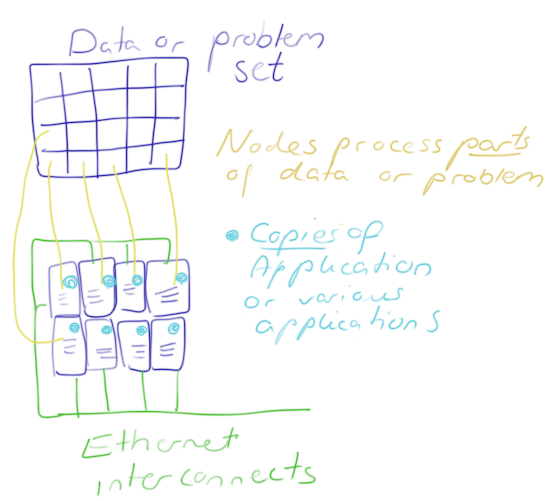 Data or problem
set
Nodes process parts
of data or problem
Copies of
Application
or various
applications
Ethernet
interconnects